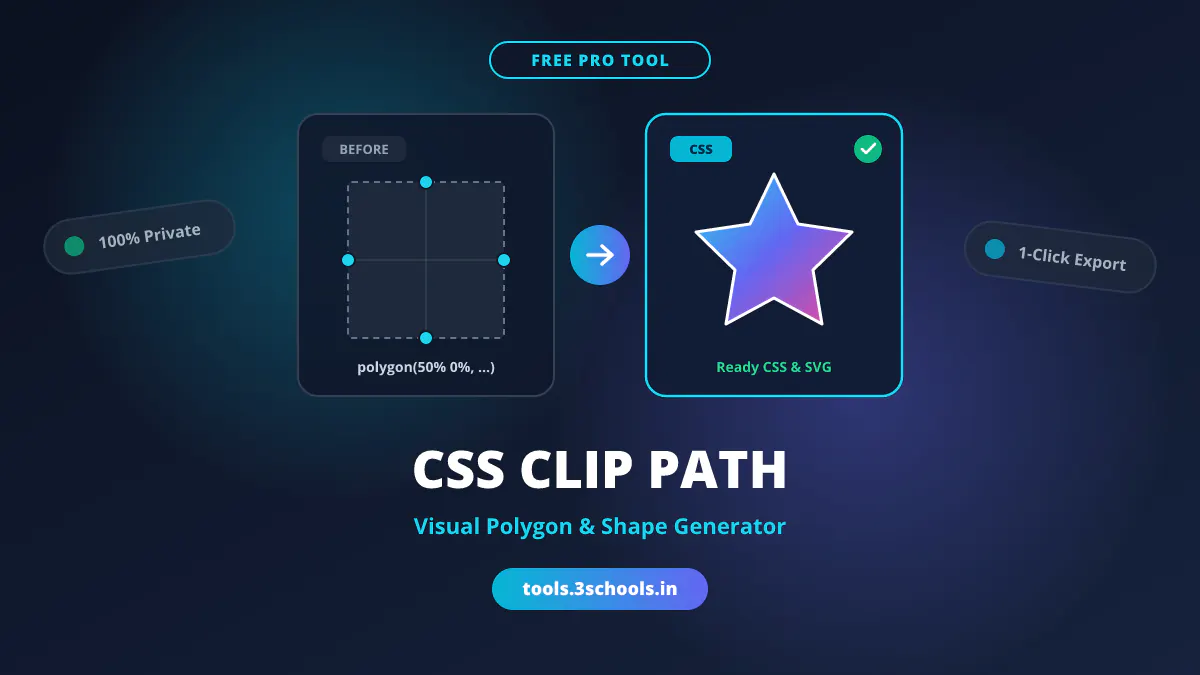 FREE PRO TOOL
BEFORE
CSS
100% Private
1-Click Export
polygon(50% 0%, ...)
Ready CSS & SVG
CSS CLIP PATH
Visual Polygon & Shape Generator
tools.3schools.in